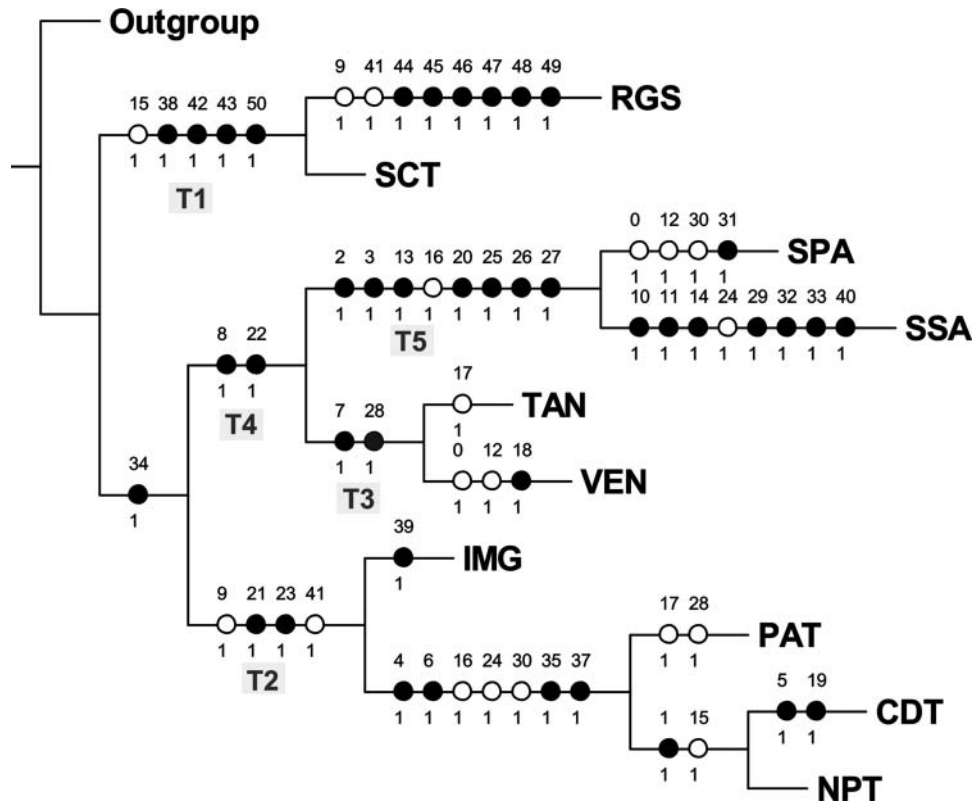 Outgroup
9 41 44 45 46 47 48 49
RGS
1 1 1 1 1 1 1 1
15 38 42 43 50
1 1 1 1 1
T1
SCT
0 12 30 31
SPA
1 1 1 1
2 3 13 16 20 25 26 27
1 1 1 1 1 1 1 1
T5
10 11 14 24 29 32 33 40
SSA
1 1 1 1 1 1 1 1
8 22
1 1
T4
17
TAN
1
7 28
1 1
T3
0 12 18
VEN
1 1 1
34
1
39
IMG
1
9 21 23 41
1 1 1 1
T2
17 28
PAT
1 1
4 6 16 24 30 35 37
1 1 1 1 1 1 1
5 19
CDT
1 1
1 15
1 1
NPT